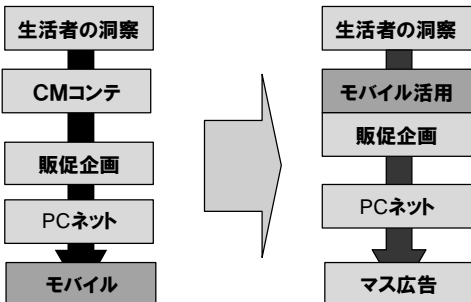 生活者の洞察
CMコンテ
販促企画
PCネット
モバイル
生活者の洞察
モバイル活用
販促企画
PCネット
マス広告